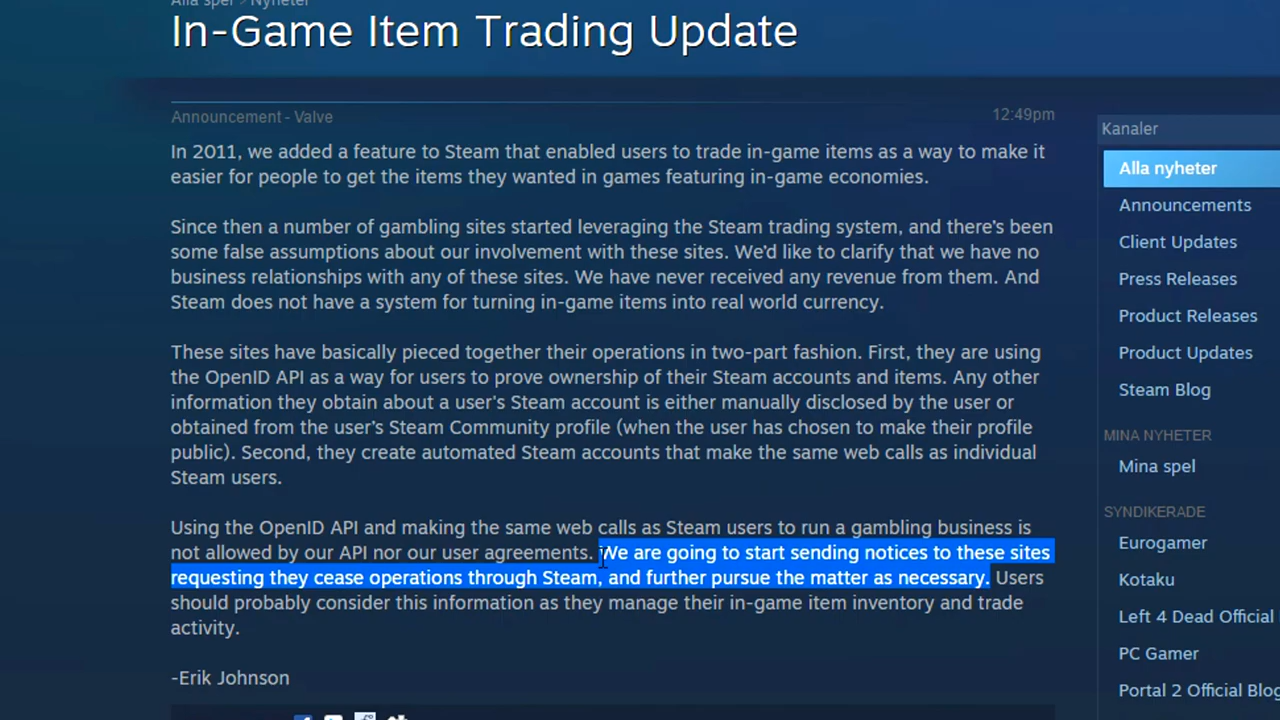 Alla spel > Nyheter
In-Game Item Trading Update
Announcement - Valve
12:49pm
In 2011, we added a feature to Steam that enabled users to trade in-game items as a way to make it
easier for people to get the items they wanted in games featuring in-game economies.
Since then a number of gambling sites started leveraging the Steam trading system, and there's been
some false assumptions about our involvement with these sites. We'd like to clarify that we have no
business relationships with any of these sites. We have never received any revenue from them. And
Steam does not have a system for turning in-game items into real world currency.
These sites have basically pieced together their operations in two-part fashion. First, they are using
the OpenID API as a way for users to prove ownership of their Steam accounts and items. Any other
information they obtain about a user's Steam account is either manually disclosed by the user or
obtained from the user's Steam Community profile (when the user has chosen to make their profile
public). Second, they create automated Steam accounts that make the same web calls as individual
Steam users.
Using the OpenID API and making the same web calls as Steam users to run a gambling business is
not allowed by our API nor our user agreements. We are going to start sending notices to these sites
requesting they cease operations through Steam, and further pursue the matter as necessary. Users
should probably consider this information as they manage their in-game item inventory and trade
activity.
-Erik Johnson
Kanaler
Alla nyheter
Announcements
Client Updates
Press Releases
Product Releases
Product Updates
Steam Blog
MINA NYHETER
Mina spel
SYNDIKERADE
Eurogamer
Kotaku
Left 4 Dead Official
PC Gamer
Portal 2 Official Blog